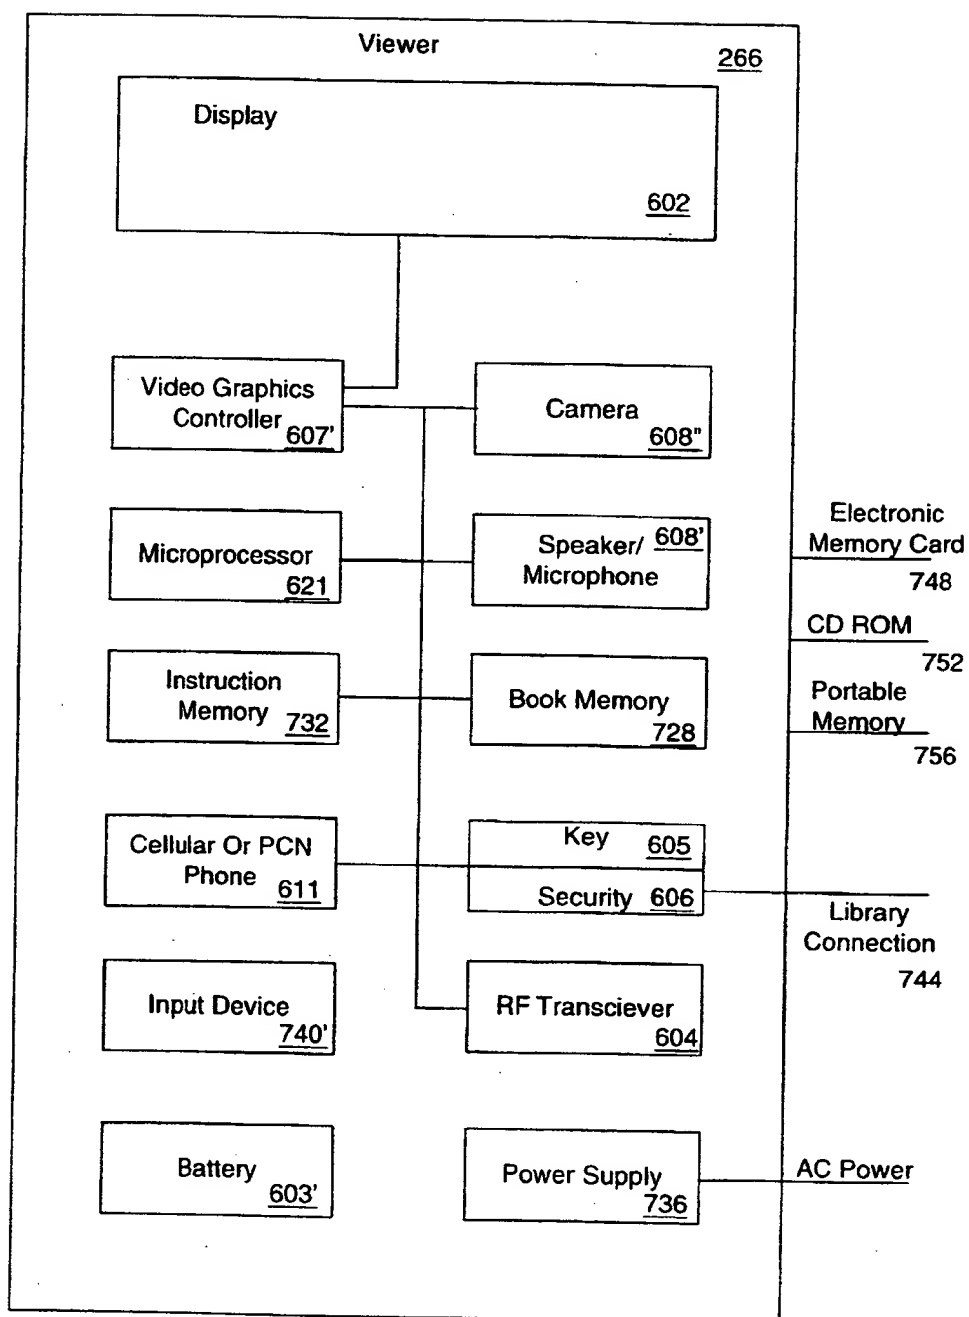 Viewer
266
Display
602
Video Graphics
Controller
607'
Camera
608"
Microprocessor
621
Speaker/
Microphone
608'
Electronic
Memory Card
748
CD ROM
752
Instruction
Memory
732
Book Memory
728
Portable
Memory
756
Cellular Or PCN
Phone
611
Key
605
Security
606
Library
Connection
744
Input Device
740'
RF Transciever
604
Battery
603'
Power Supply
736
AC Power